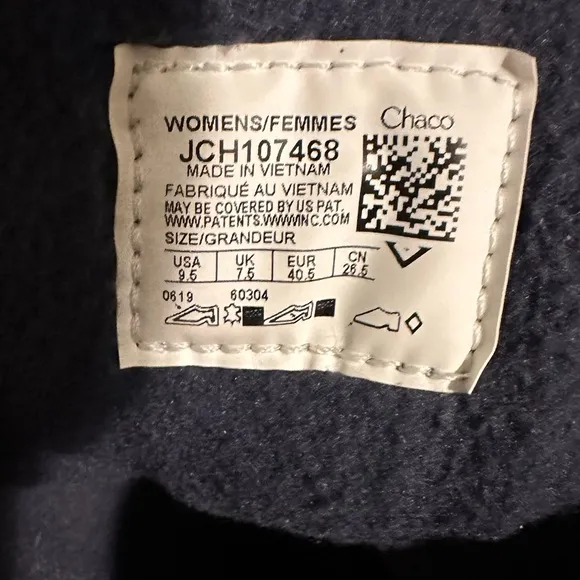 Chaco
WOMENS/FEMMES
JCH107468
MADE IN VIETNAM
FABRIQUÉ AU VIETNAM
MAY BE COVERED BY US PAT.
WWW.PATENTS.WWWINC.COM
SIZE/GRANDEUR
USA UK EUR CN
9.5 7.5 40.5 26.5
0619 60304